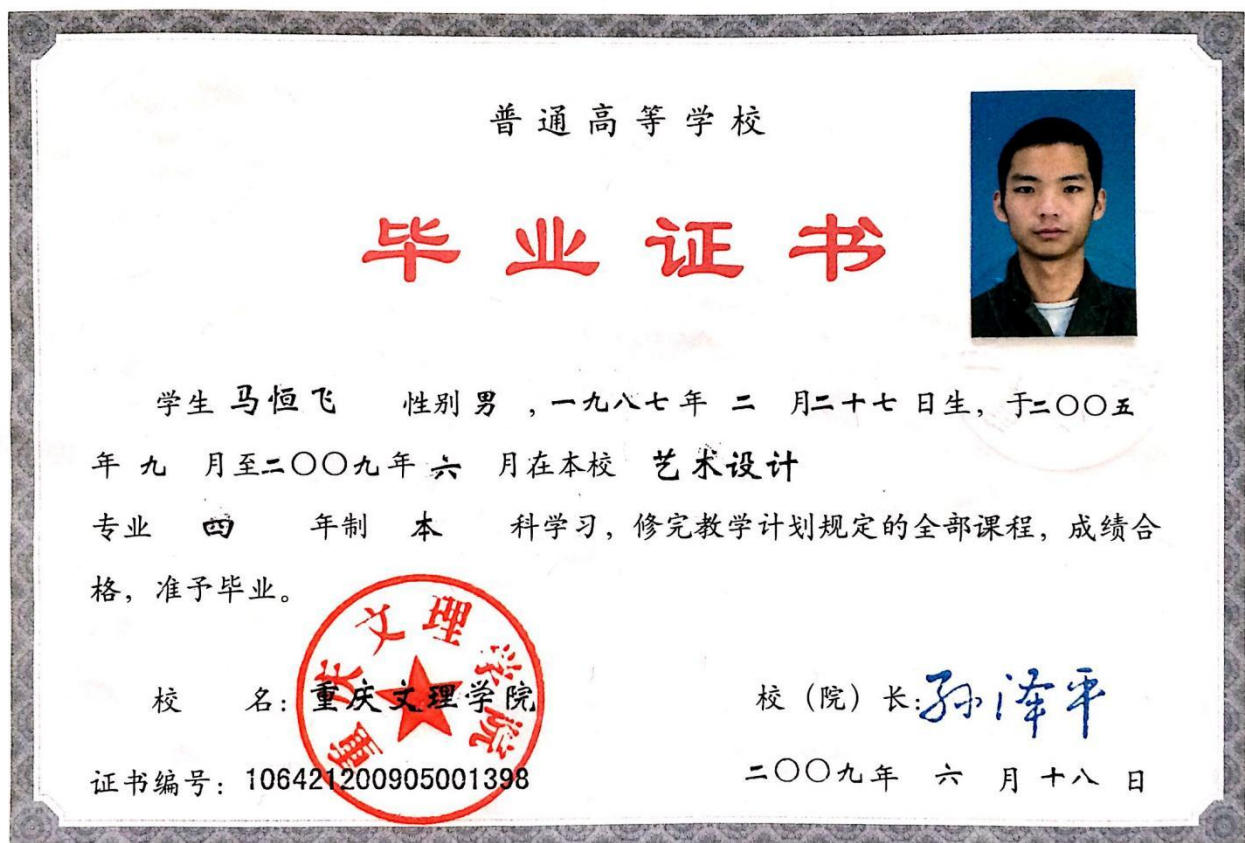 普通高等学校
毕业证书
学生 马恒飞 性别 男 ,一九八七年 二 月二十七 日生, 于二〇〇五
年 九 月至二〇〇九年 六 月在本校 艺术设计
专业 四 年制 本 科学习, 修完教学计划规定的全部课程, 成绩合
格, 准予毕业。
重庆文理学院
校 名: 重庆文理学院
校 (院) 长: 孙泽平
证书编号: 106421200905001398
二〇〇九年 六 月 十八 日